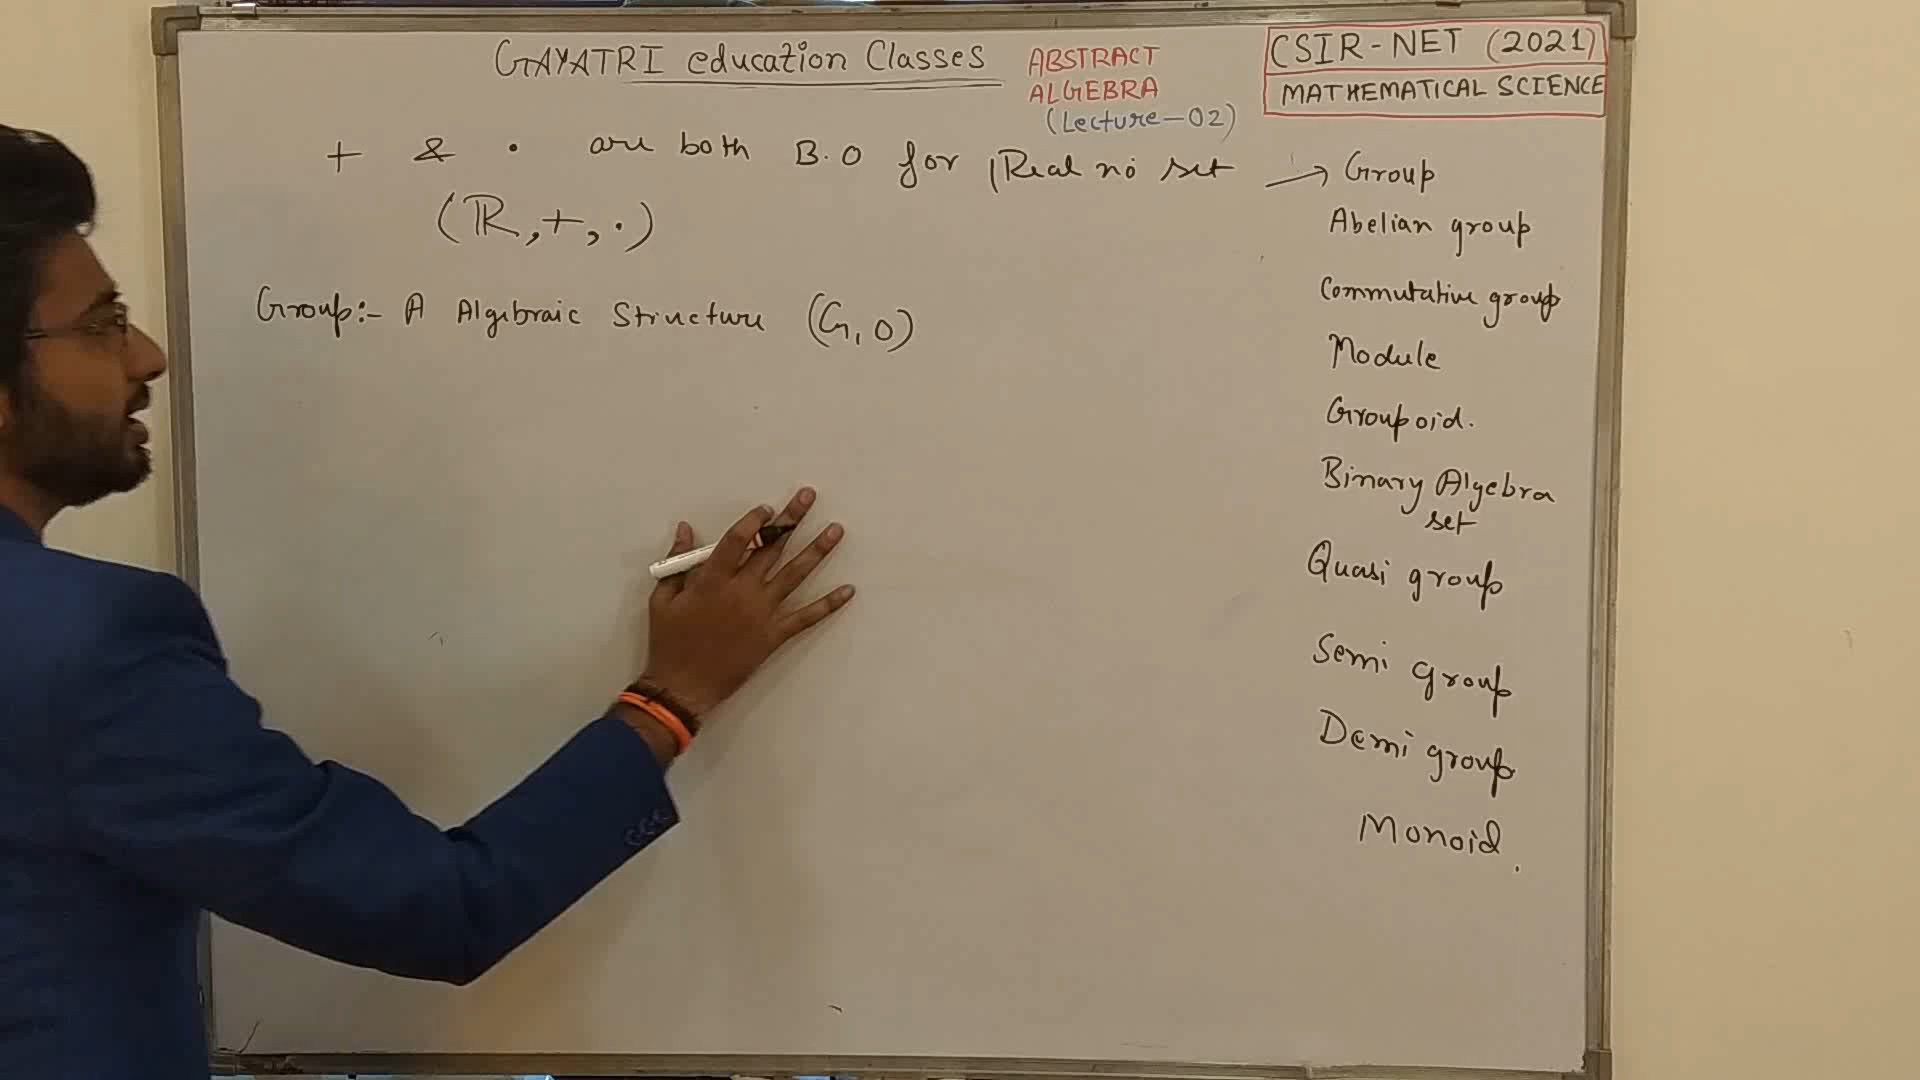 GAYATRI education Classes
ABSTRACT
ALGEBRA
(Lecture-02)
CSIR-NET (2021)
MATHEMATICAL SCIENCE
+ & · are both B.O for Real no set
(ℝ,+,·)
Group:- A Algebraic Structure (G,O)
→ Group
Abelian group
Commutative group
Module
Groupoid.
Binary Algebra
set
Quasi group
Semi group
Demi group
Monoid.